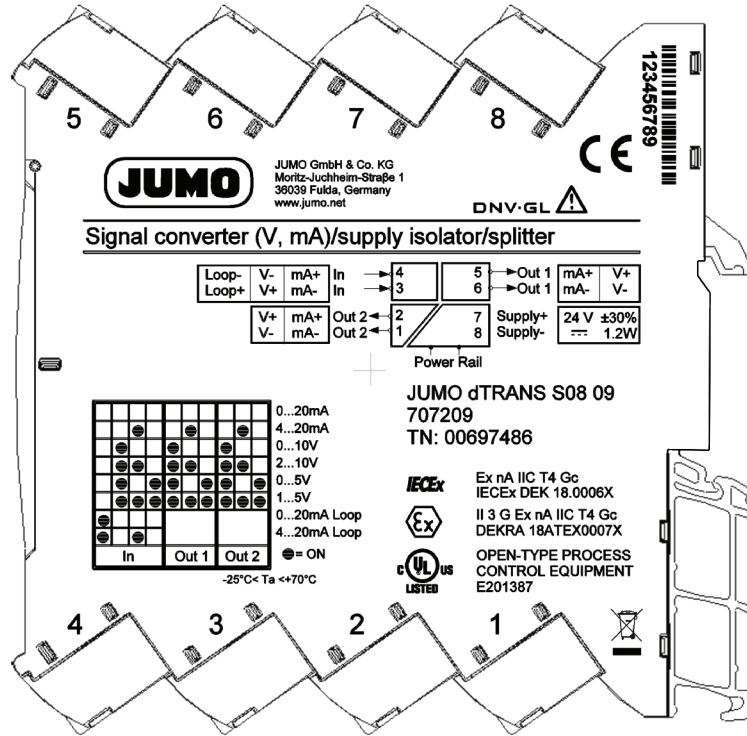 5 6 7 8
123456789
CE
JUMO
JUMO GmbH & Co. KG
Moritz-Juchheim-Straße 1
36039 Fulda, Germany
www.jumo.net
DNV·GL
Signal converter (V, mA)/supply isolator/splitter
Loop- V- mA+ In 4 5 Out 1 mA+ V+
Loop+ V+ mA- In 3 6 Out 1 mA- V-
V+ mA+ Out 2 2 7 Supply+ 24 V ±30%
V- mA- Out 2 1 8 Supply- 1.2W
Power Rail
JUMO dTRANS S08 09
707209
TN: 00697486
0...20mA
4...20mA
0...10V
2...10V
0...5V
1...5V
0...20mA Loop
4...20mA Loop
In Out 1 Out 2 = ON
-25°C< Ta <+70°C
IECEx
Ex nA IIC T4 Gc
IECEx DEK 18.0006X
Ex
II 3 G Ex nA IIC T4 Gc
DEKRA 18ATEX0007X
c UL us
LISTED
OPEN-TYPE PROCESS
CONTROL EQUIPMENT
E201387
4 3 2 1